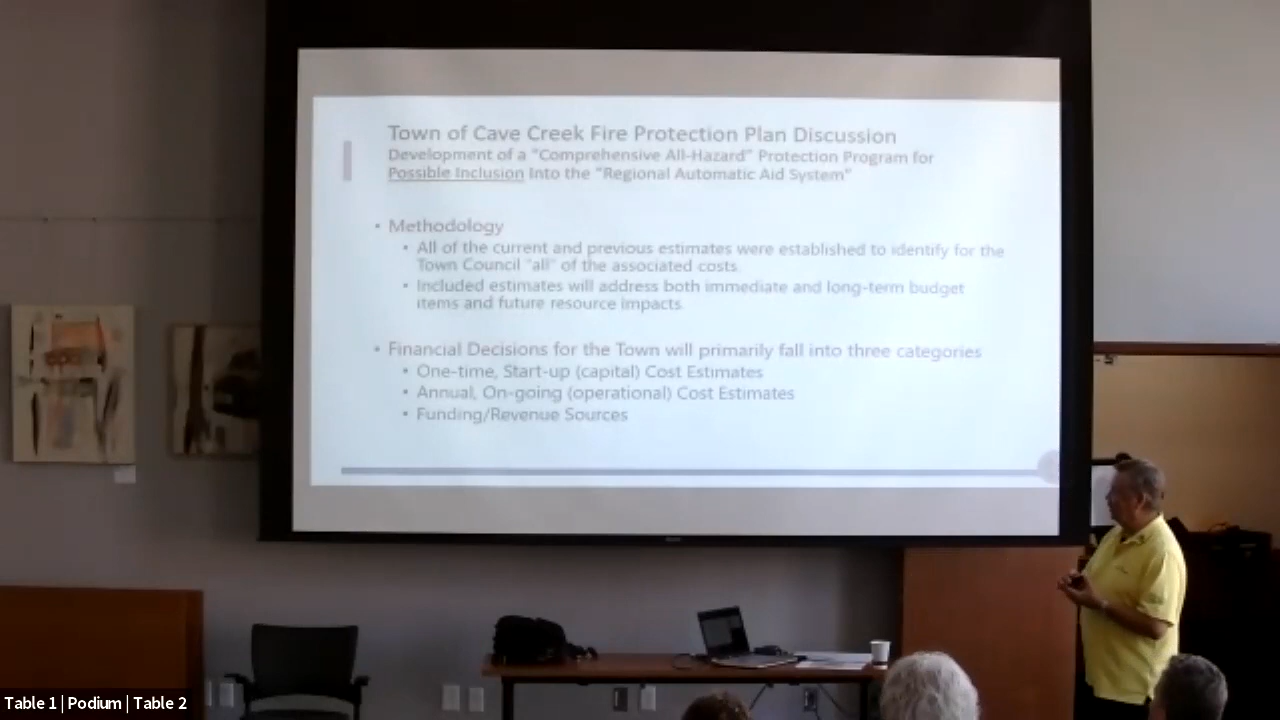 Town of Cave Creek Fire Protection Plan Discussion
Development of a "Comprehensive All-Hazard" Protection Program for
Possible Inclusion Into the "Regional Automatic Aid System"
• Methodology
• All of the current and previous estimates were established to identify for the
Town Council "all" of the associated costs
• Included estimates will address both immediate and long-term budget
items and future resource impacts
• Financial Decisions for the Town will primarily fall into three categories
• One-time, Start-up (capital) Cost Estimates
• Annual, On-going (operational) Cost Estimates
• Funding/Revenue Sources
Table 1 | Podium | Table 2